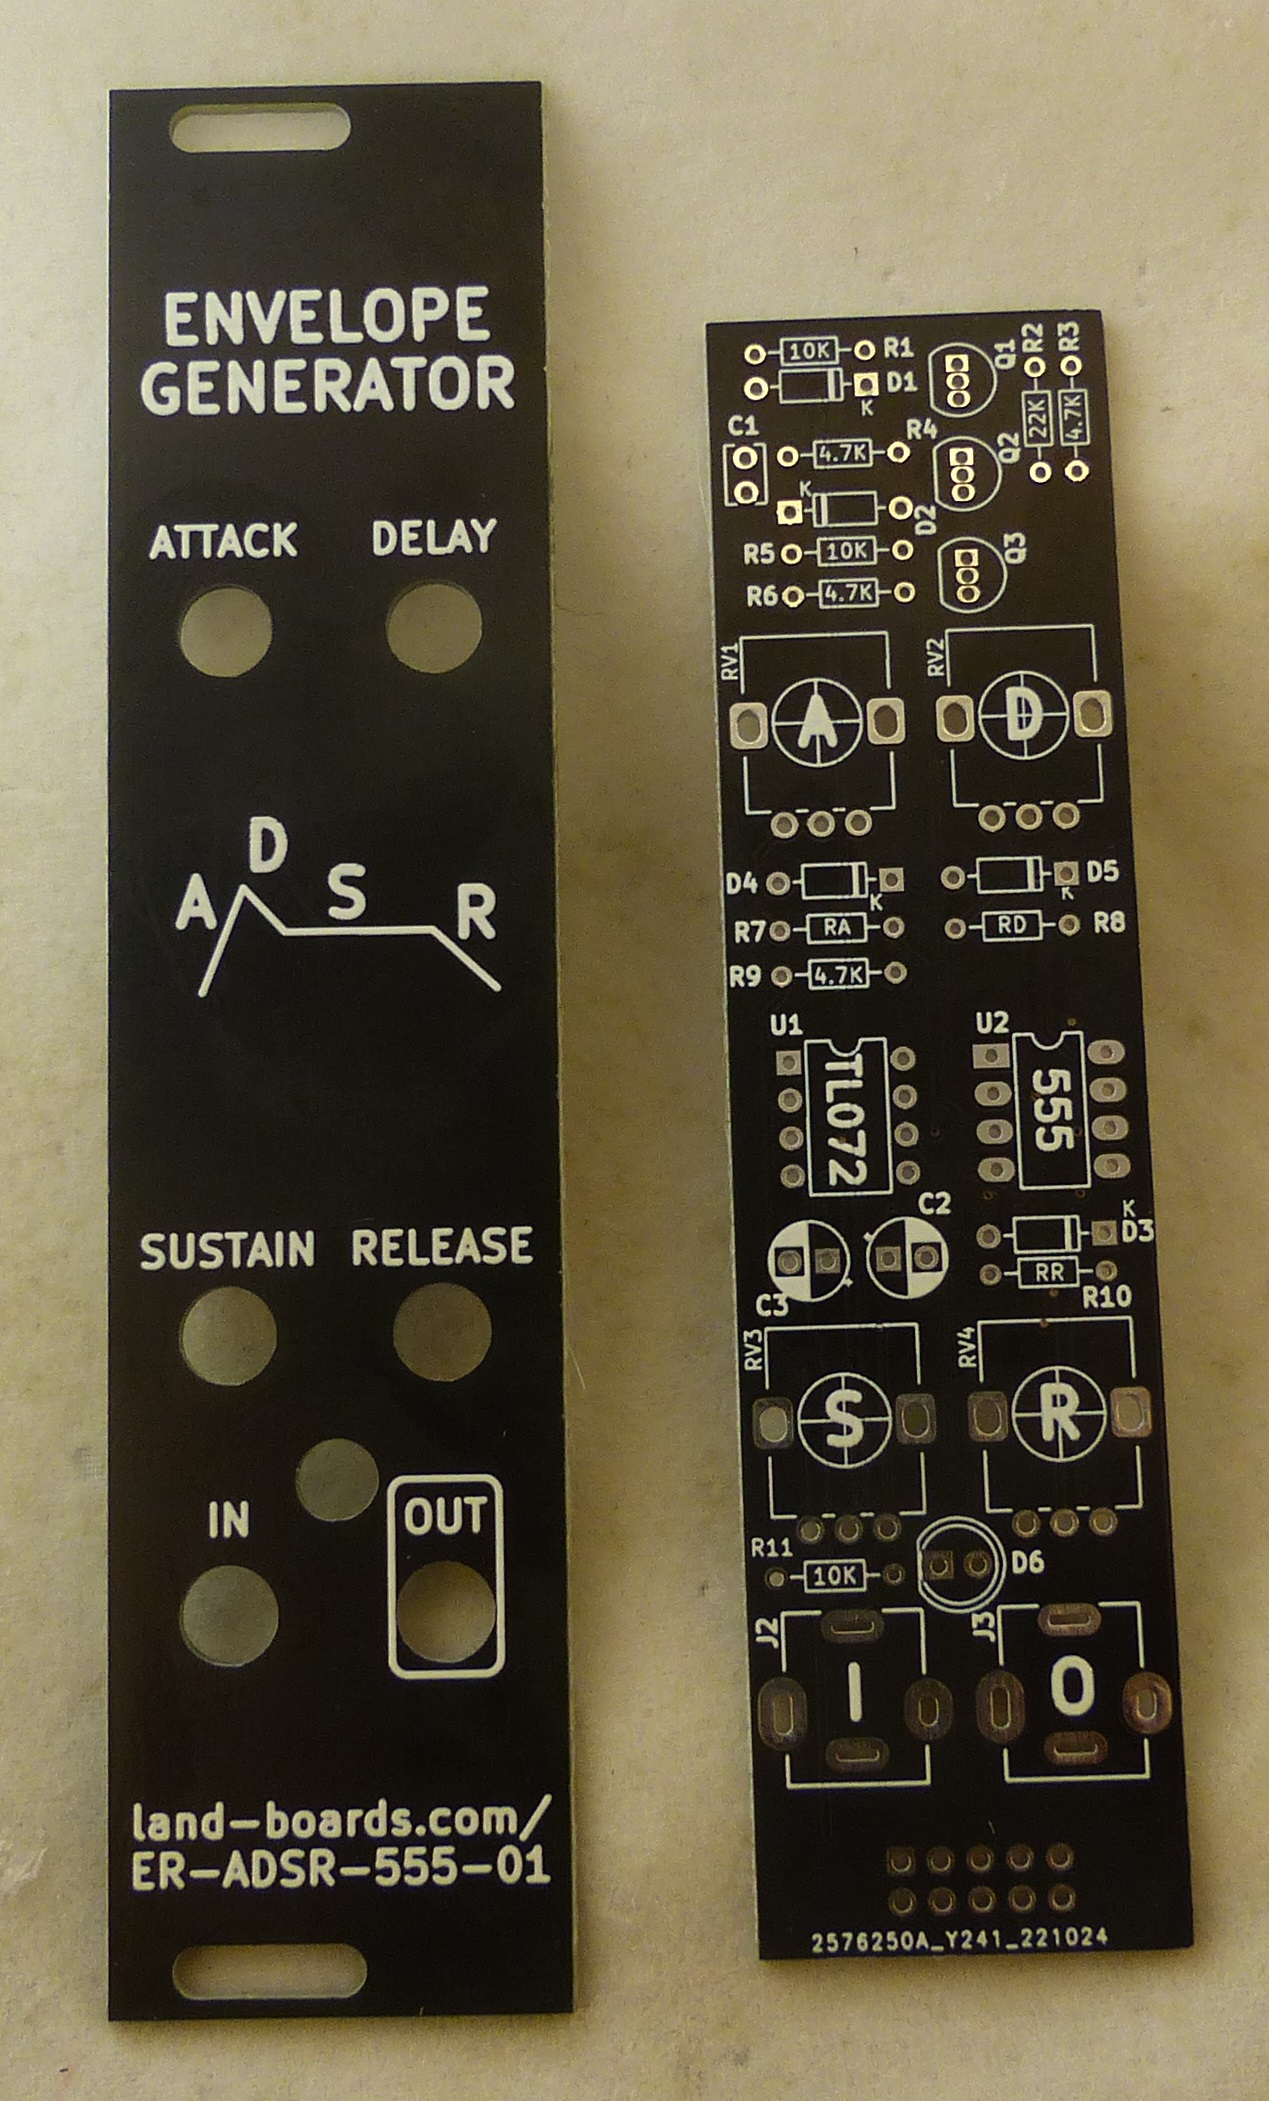 ENVELOPE
GENERATOR
ATTACK DELAY
A D S R
SUSTAIN RELEASE
IN OUT
land-boards.com/
ER-ADSR-555-01
10K R1
D1
K
Q1
R2
R3
C1
4.7K R4
22K
4.7K
Q2
K
D2
R5 10K
Q3
R6 4.7K
RV1
RV2
A D
D4 K
D5 K
R7 RA
RD R8
R9 4.7K
U1 U2
TL072
555
C2
K
D3
C3
RR
R10
RV3
RV4
S R
R11
10K
D6
J2
J3
I O
2576250A_Y241_221024